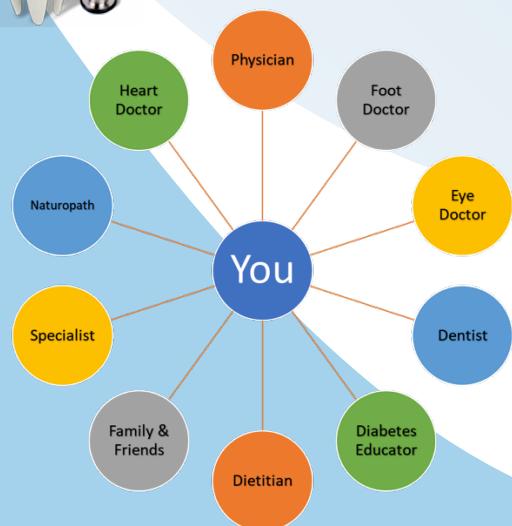 Physician
Heart
Doctor
Foot
Doctor
Naturopath
Eye
Doctor
You
Specialist
Dentist
Family &
Friends
Diabetes
Educator
Dietitian